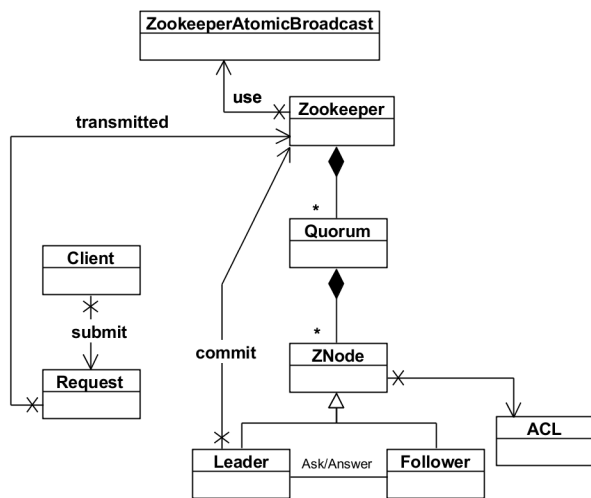 ZookeeperAtomicBroadcast
use
Zookeeper
transmitted
*
Quorum
Client
submit
*
commit
ZNode
Request
ACL
Leader
Ask/Answer
Follower